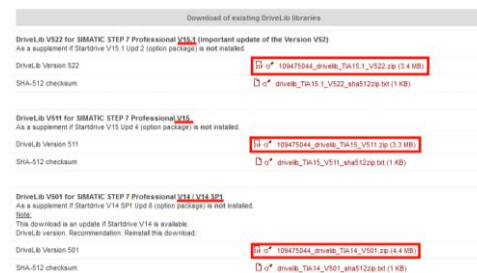 Download of existing DriveLib libraries
DriveLib V522 for SIMATIC STEP 7 Professional V15.1 (important update of the Version V52)
As a supplement if Startdrive V15.1 Upd 2 (option package) is not installed.
DriveLib Version 522
109475044_drivelib_TIA15.1_V522.zip (3.4 MB)
SHA-512 checksum:
drivelib_TIA15.1_V522_sha512zip.txt (1 KB)
DriveLib V511 for SIMATIC STEP 7 Professional V15
As a supplement if Startdrive V15 Upd 4 (option package) is not installed.
DriveLib Version 511
109475044_drivelib_TIA15_V511.zip (3.3 MB)
SHA-512 checksum:
drivelib_TIA15_V511_sha512zip.txt (1 KB)
DriveLib V501 for SIMATIC STEP 7 Professional V14 / V14 SP1
As a supplement if Startdrive V14 SP1 Upd 8 (option package) is not installed.
Note:
This download is an update if Startdrive V14 is available.
DriveLib version. Recommendation: Reinstall this download.
DriveLib Version 501
109475044_drivelib_TIA14_V501.zip (4.4 MB)
SHA-512 checksum:
drivelib_TIA14_V501_sha512zip.txt (1 KB)